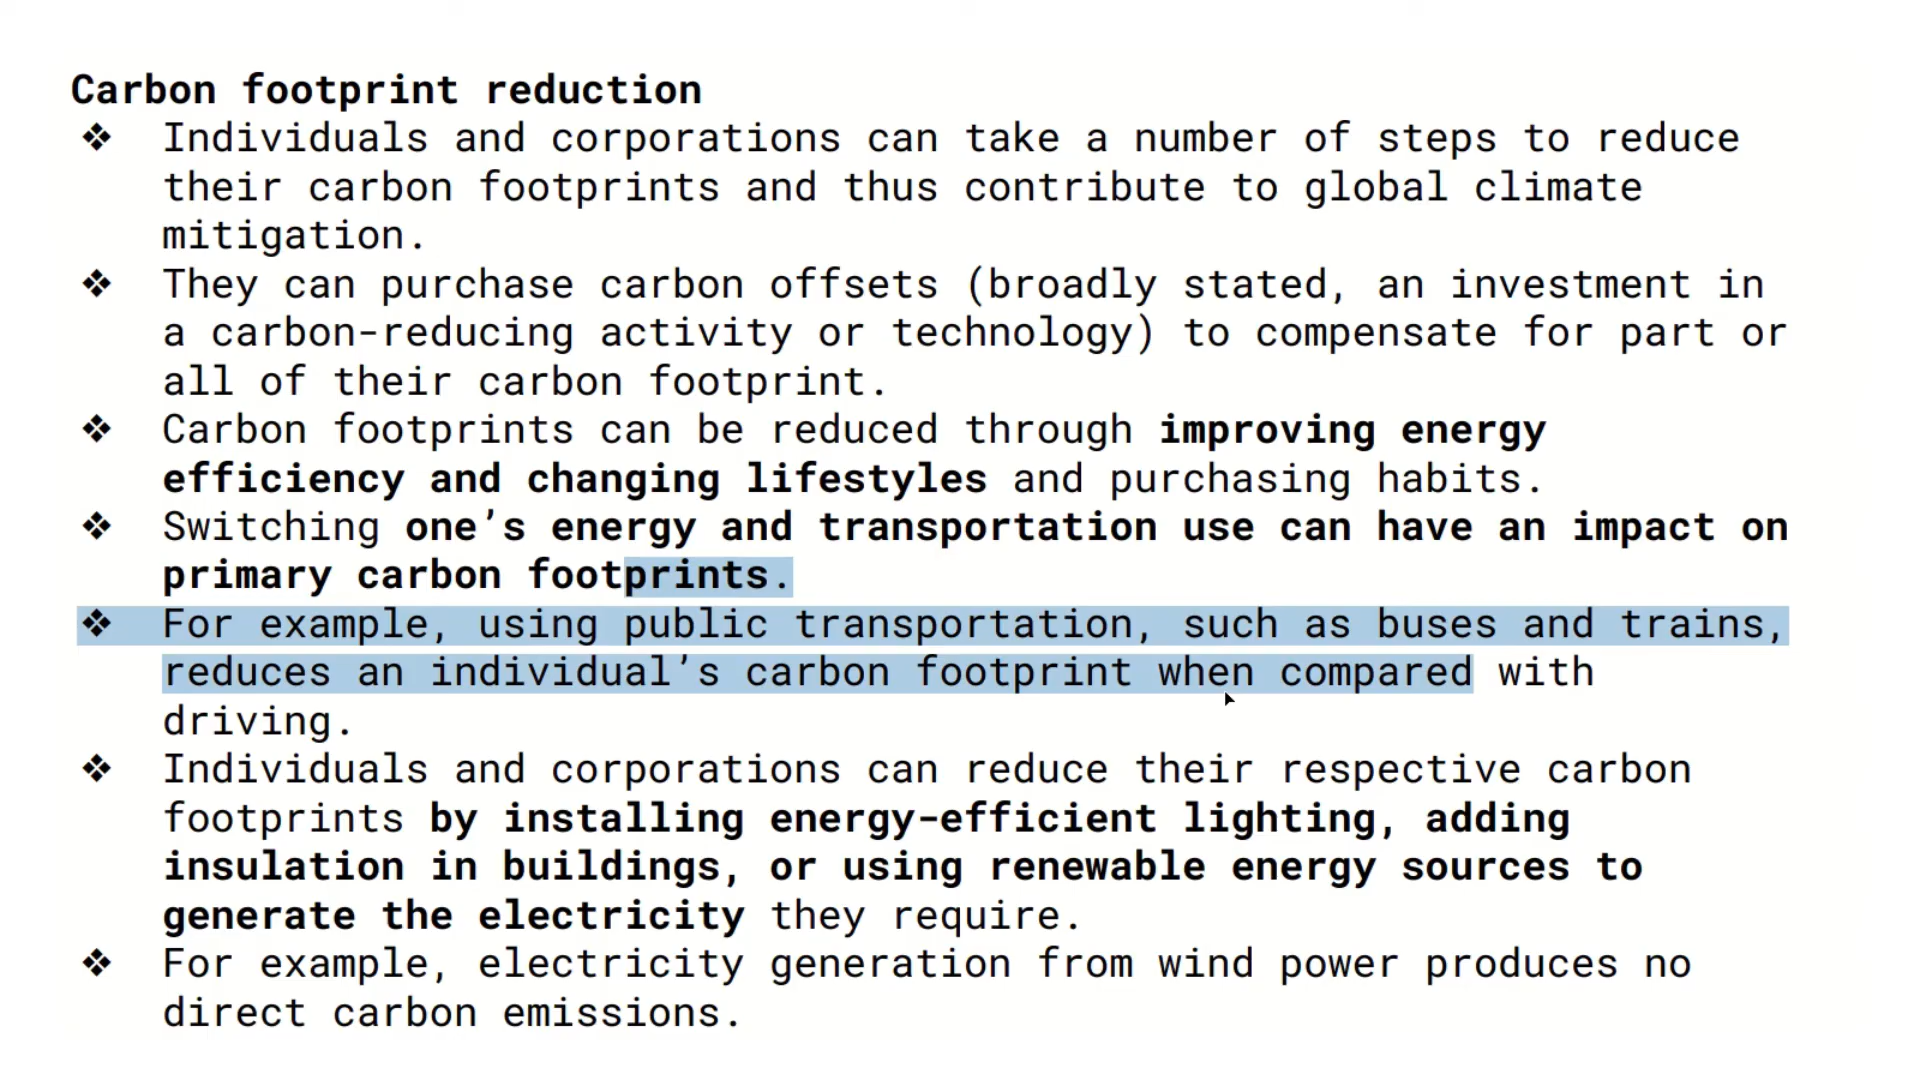 Carbon footprint reduction
❖ Individuals and corporations can take a number of steps to reduce
their carbon footprints and thus contribute to global climate
mitigation.
❖ They can purchase carbon offsets (broadly stated, an investment in
a carbon-reducing activity or technology) to compensate for part or
all of their carbon footprint.
❖ Carbon footprints can be reduced through improving energy
efficiency and changing lifestyles and purchasing habits.
❖ Switching one’s energy and transportation use can have an impact on
primary carbon footprints.
❖ For example, using public transportation, such as buses and trains,
reduces an individual’s carbon footprint when compared with
driving.
❖ Individuals and corporations can reduce their respective carbon
footprints by installing energy-efficient lighting, adding
insulation in buildings, or using renewable energy sources to
generate the electricity they require.
❖ For example, electricity generation from wind power produces no
direct carbon emissions.